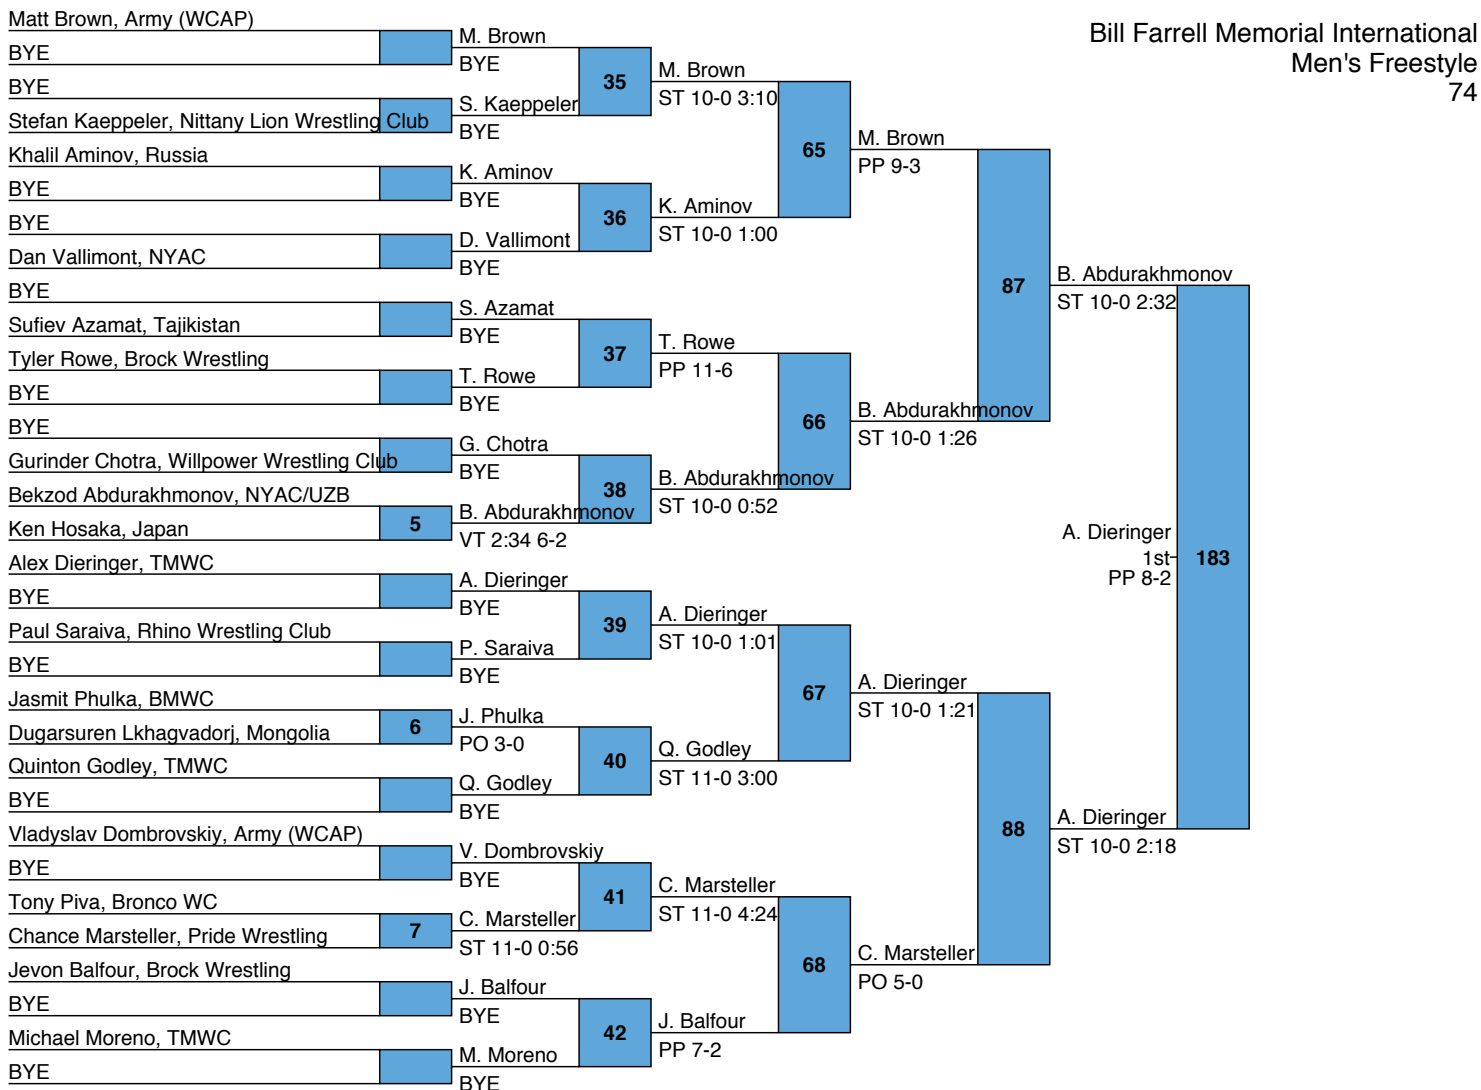 Bill Farrell Memorial International
Men's Freestyle
74
Matt Brown, Army (WCAP)
BYE
BYE
Stefan Kaeppeler, Nittany Lion Wrestling Club
Khalil Aminov, Russia
BYE
BYE
Dan Vallimont, NYAC
BYE
Sufiev Azamat, Tajikistan
Tyler Rowe, Brock Wrestling
BYE
BYE
Gurinder Chotra, Willpower Wrestling Club
Bekzod Abdurakhmonov, NYAC/UZB
5
Ken Hosaka, Japan
Alex Dieringer, TMWC
BYE
Paul Saraiva, Rhino Wrestling Club
BYE
Jasmit Phulka, BMWC
6
Dugarsuren Lkhagvadorj, Mongolia
Quinton Godley, TMWC
BYE
Vladyslav Dombrovskiy, Army (WCAP)
BYE
Tony Piva, Bronco WC
7
Chance Marsteller, Pride Wrestling
Jevon Balfour, Brock Wrestling
BYE
Michael Moreno, TMWC
BYE
M. Brown
BYE
35
S. Kaeppeler
BYE
K. Aminov
BYE
36
D. Vallimont
BYE
S. Azamat
BYE
37
T. Rowe
BYE
G. Chotra
BYE
38
B. Abdurakhmonov
VT 2:34 6-2
A. Dieringer
BYE
39
P. Saraiva
BYE
J. Phulka
PO 3-0
40
Q. Godley
BYE
V. Dombrovskiy
BYE
41
C. Marsteller
ST 11-0 0:56
J. Balfour
BYE
42
M. Moreno
BYE
M. Brown
ST 10-0 3:10
65
K. Aminov
ST 10-0 1:00
T. Rowe
PP 11-6
66
B. Abdurakhmonov
ST 10-0 0:52
A. Dieringer
ST 10-0 1:01
67
Q. Godley
ST 11-0 3:00
C. Marsteller
ST 11-0 4:24
68
J. Balfour
PP 7-2
M. Brown
PP 9-3
87
B. Abdurakhmonov
ST 10-0 1:26
A. Dieringer
ST 10-0 1:21
88
C. Marsteller
PO 5-0
B. Abdurakhmonov
ST 10-0 2:32
183
A. Dieringer
ST 10-0 2:18
A. Dieringer
1st
PP 8-2